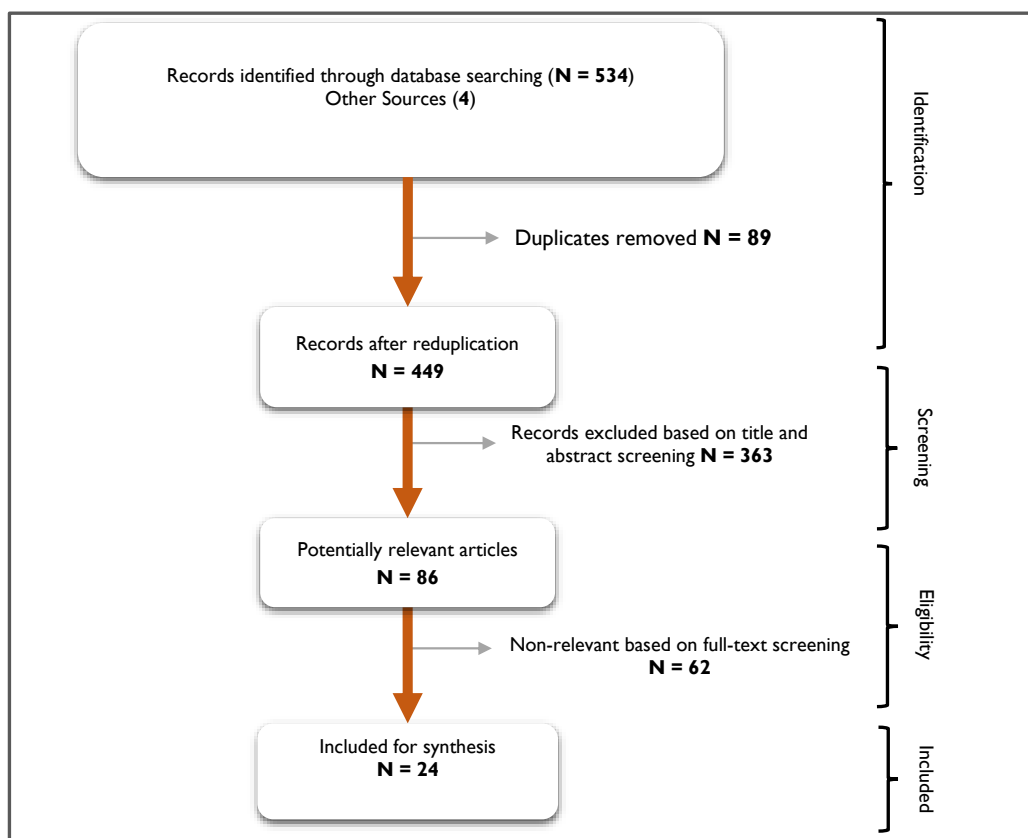 Records identified through database searching (N = 534)
Other Sources (4)
Identification
Duplicates removed N = 89
Records after reduplication
N = 449
Screening
Records excluded based on title and
abstract screening N = 363
Potentially relevant articles
N = 86
Eligibility
Non-relevant based on full-text screening
N = 62
Included for synthesis
N = 24
Included